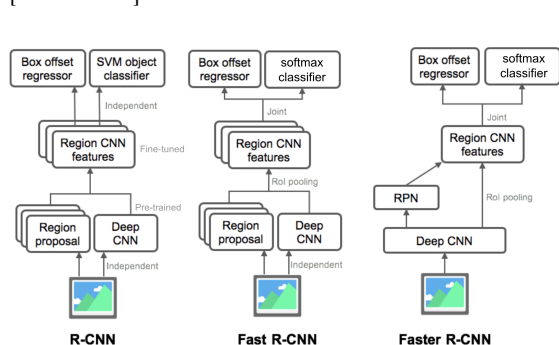 Box offset
regressor
SVM object
classifier
Independent
Region CNN
features
Fine-tuned
Pre-trained
Region
proposal
Deep
CNN
Independent
R-CNN
Box offset
regressor
softmax
classifier
Joint
Region CNN
features
RoI pooling
Region
proposal
Deep
CNN
Independent
Fast R-CNN
Box offset
regressor
softmax
classifier
Joint
Region CNN
features
RPN
RoI pooling
Deep CNN
Faster R-CNN